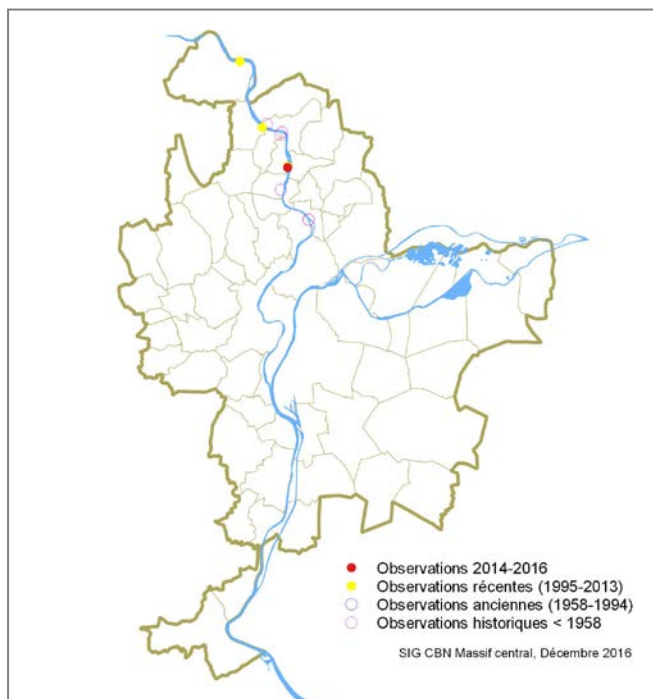 Observations 2014-2016
Observations récentes (1995-2013)
Observations anciennes (1958-1994)
Observations historiques < 1958
SIG CBN Massif central, Décembre 2016